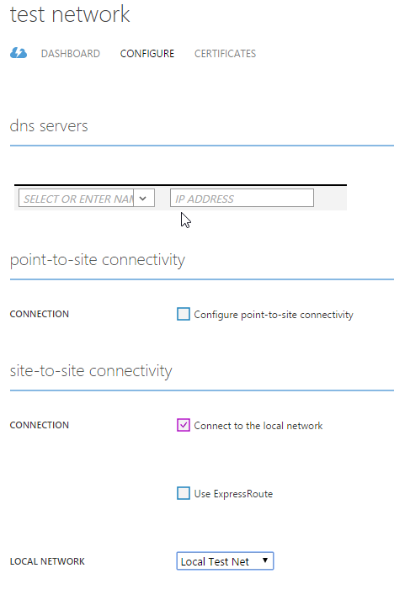 test network
DASHBOARD CONFIGURE CERTIFICATES
dns servers
SELECT OR ENTER NAM IP ADDRESS
point-to-site connectivity
CONNECTION Configure point-to-site connectivity
site-to-site connectivity
CONNECTION Connect to the local network
Use ExpressRoute
LOCAL NETWORK Local Test Net